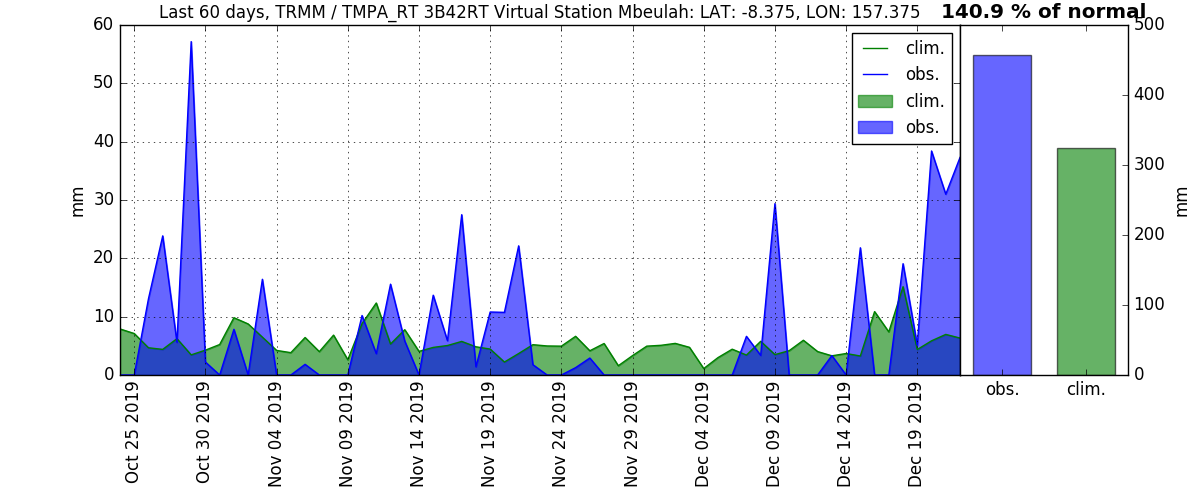 Last 60 days, TRMM / TMPA_RT 3B42RT Virtual Station Mbeulah: LAT: -8.375, LON: 157.375
140.9 % of normal
60
50
40
30
20
10
0
mm
clim.
obs.
clim.
obs.
500
400
300
200
100
0
mm
obs.
clim.
Oct 25 2019
Oct 30 2019
Nov 04 2019
Nov 09 2019
Nov 14 2019
Nov 19 2019
Nov 24 2019
Nov 29 2019
Dec 04 2019
Dec 09 2019
Dec 14 2019
Dec 19 2019